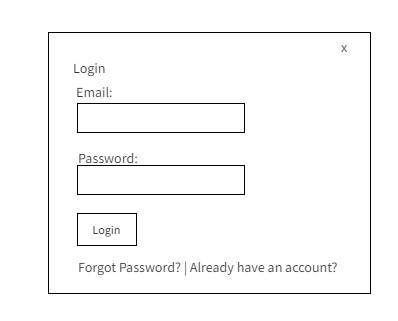 x
Login
Email:
Password:
Login
Forgot Password? | Already have an account?